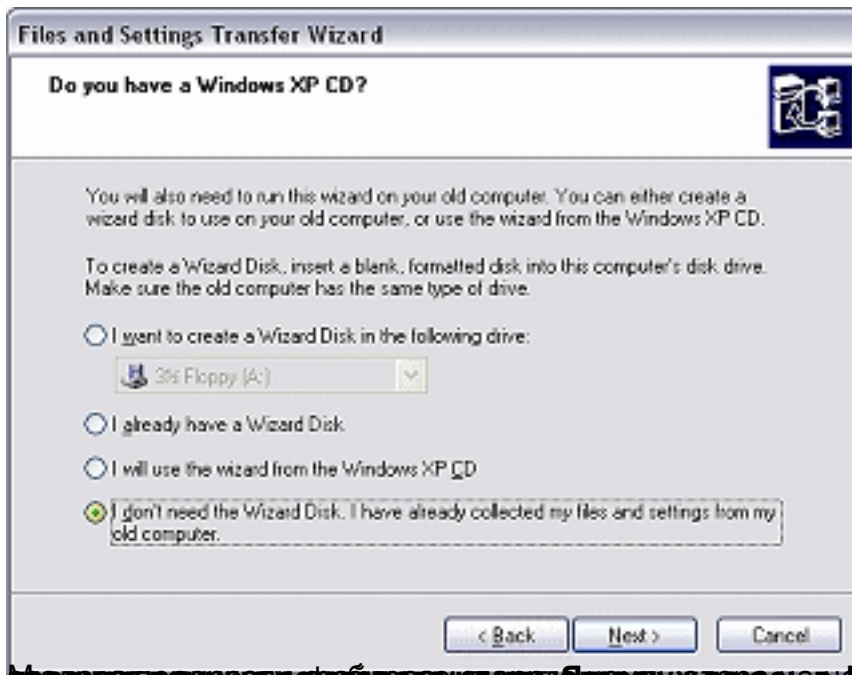 Files and Settings Transfer Wizard
Do you have a Windows XP CD?
You will also need to run this wizard on your old computer. You can either create a
wizard disk to use on your old computer, or use the wizard from the Windows XP CD.
To create a Wizard Disk, insert a blank, formatted disk into this computer's disk drive.
Make sure the old computer has the same type of drive.
I want to create a Wizard Disk in the following drive:
3½ Floppy (A:)
I already have a Wizard Disk
I will use the wizard from the Windows XP CD
I don't need the Wizard Disk. I have already collected my files and settings from my
old computer.
< Back
Next >
Cancel